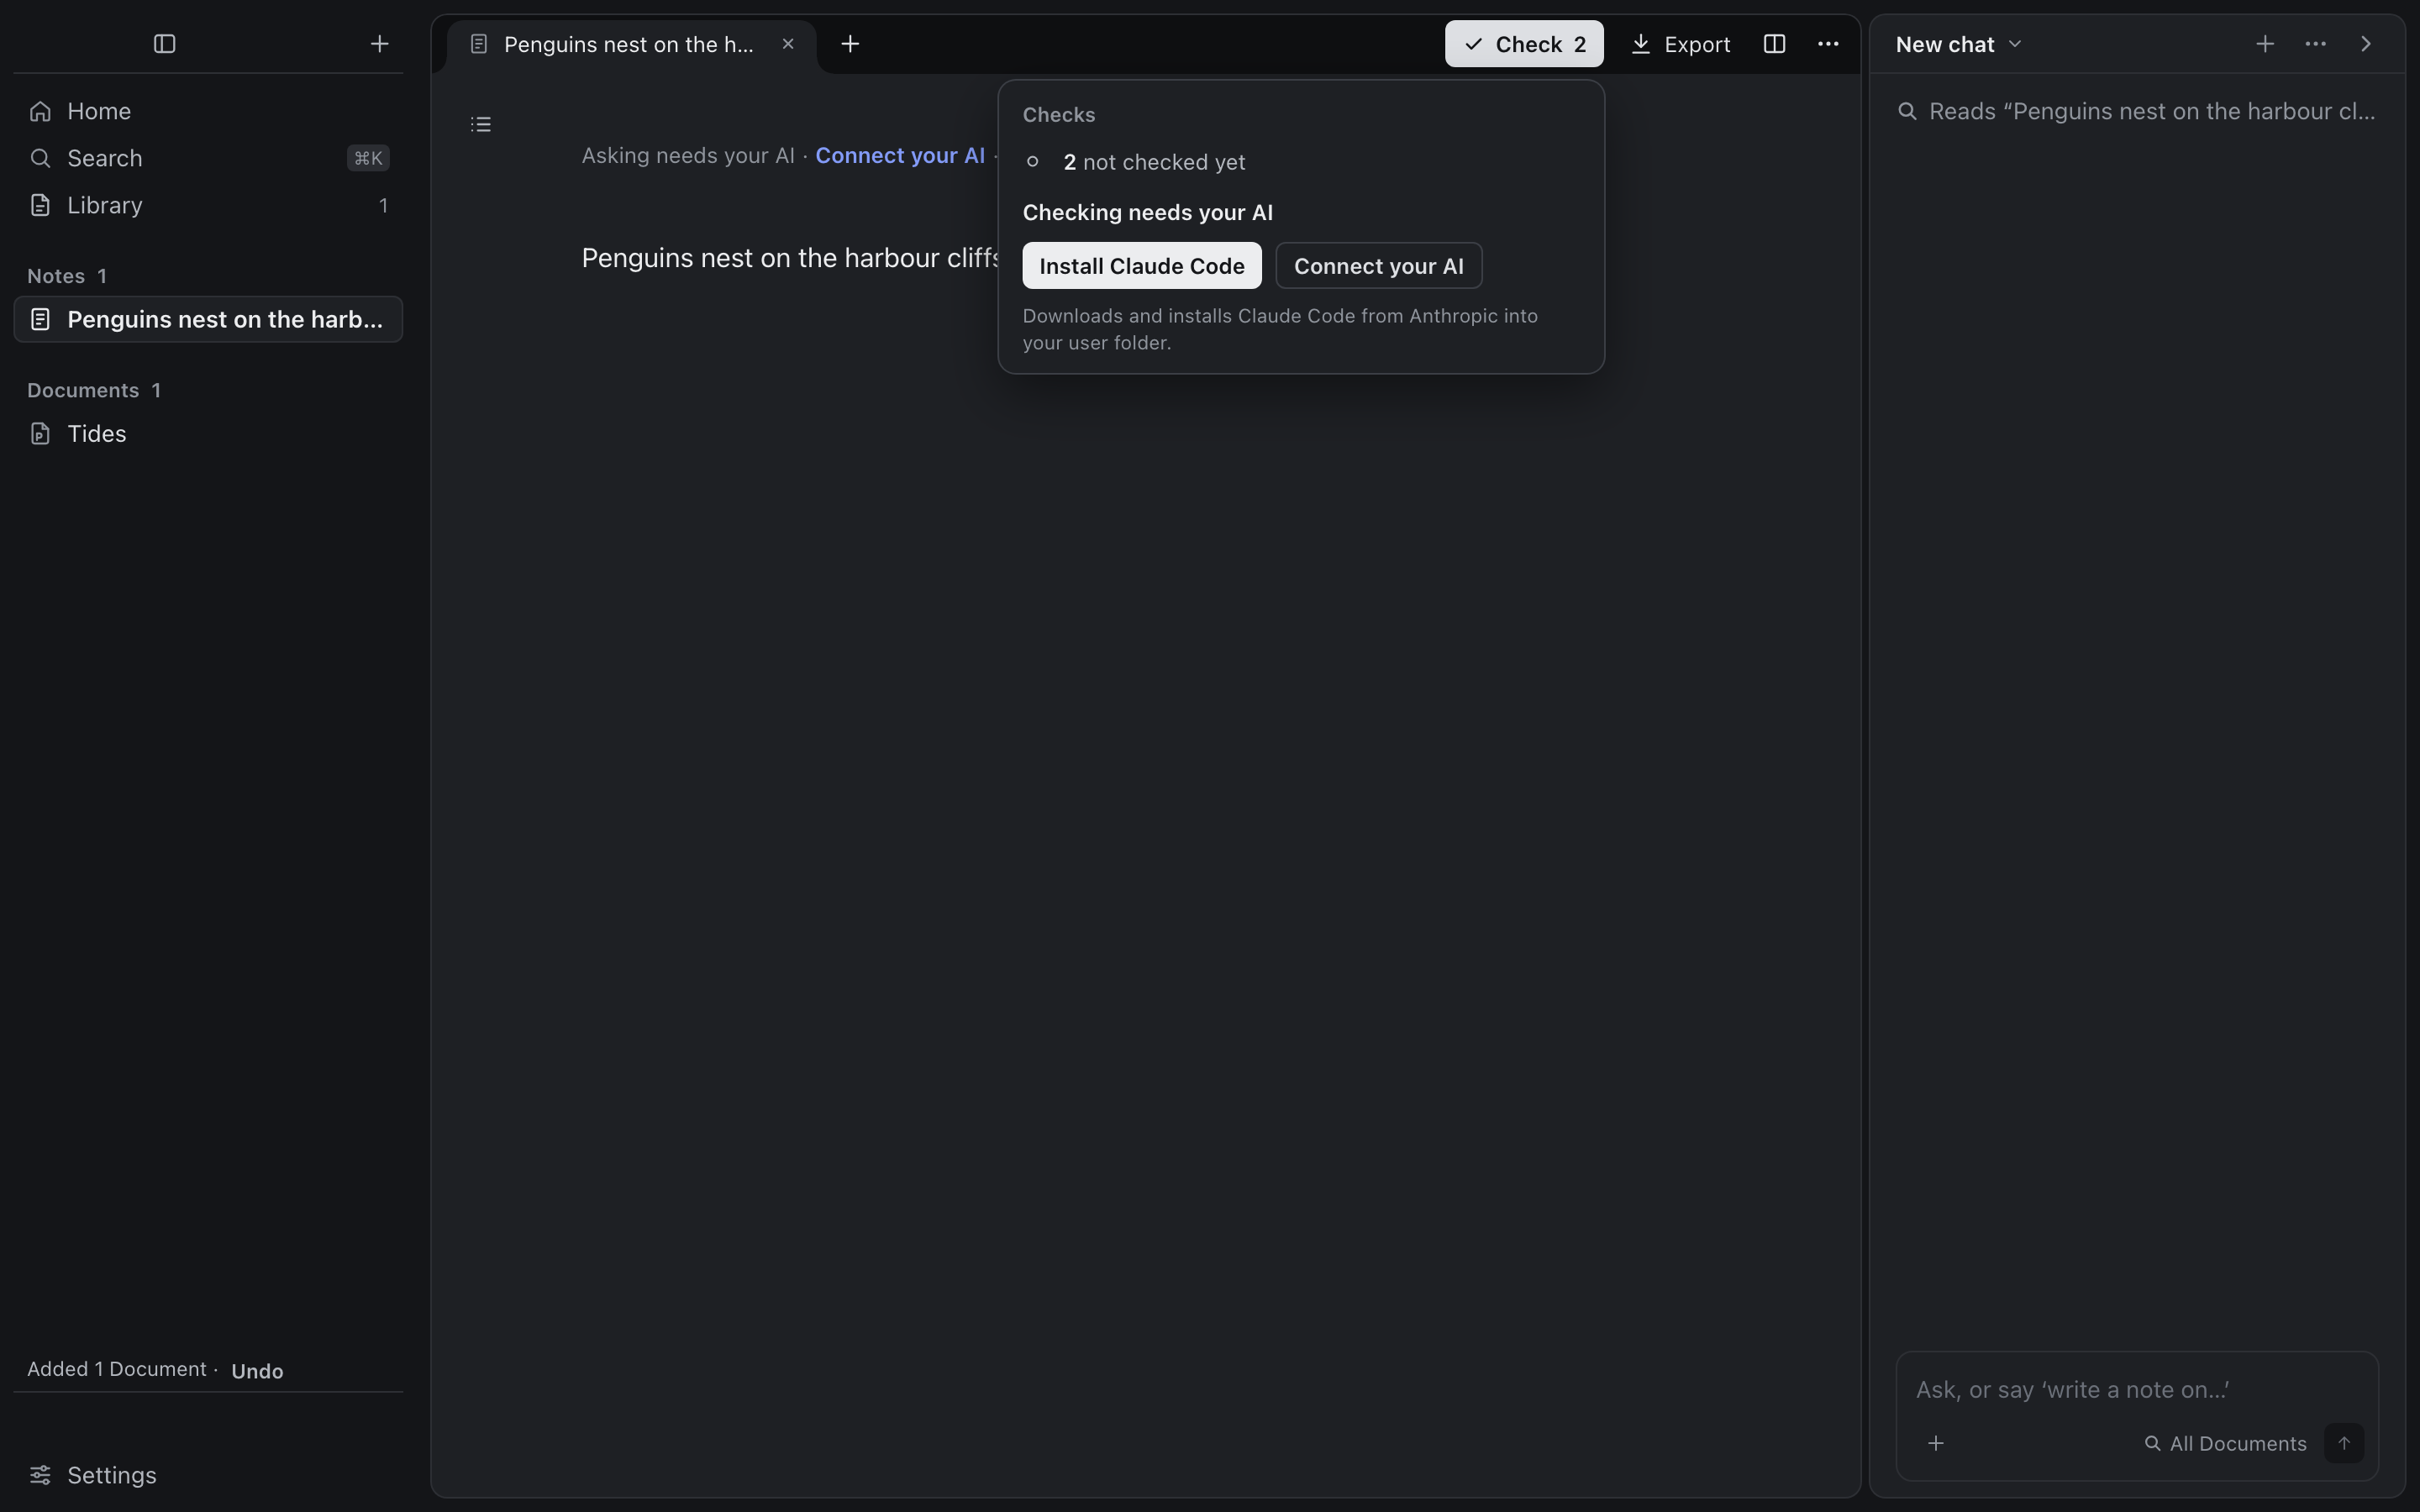 Home
Search ⌘K
Library 1
Notes 1
Penguins nest on the harb...
Documents 1
Tides
Added 1 Document · Undo
Settings
Penguins nest on the h...
Check 2
Export
Asking needs your AI · Connect your AI ·
Penguins nest on the harbour cliffs
Checks
2 not checked yet
Checking needs your AI
Install Claude Code
Connect your AI
Downloads and installs Claude Code from Anthropic into
your user folder.
New chat
Reads “Penguins nest on the harbour cl...
Ask, or say ‘write a note on...’
All Documents